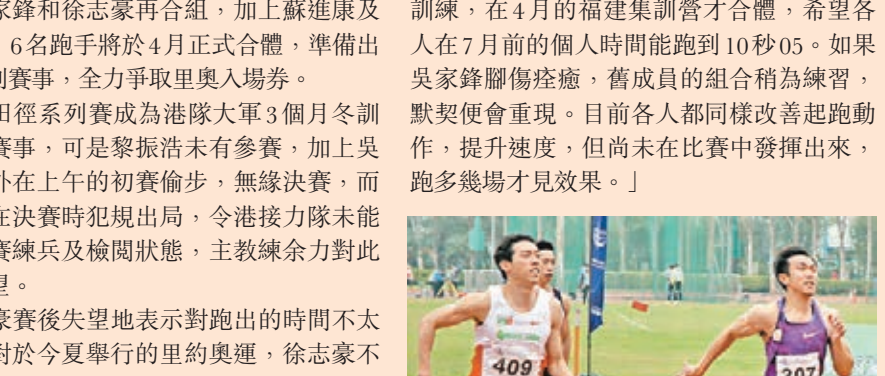 家鋒和徐志豪再合組，加上蘇進康及
，6名跑手將於4月正式合體，準備出
列賽事，全力爭取里奧入場券。
田徑系列賽成為港隊大軍3個月冬訓
賽事，可是黎振浩未有參賽，加上吳
外在上午的初賽偷步，無緣決賽，而
在決賽時犯規出局，令港接力隊未能
賽練兵及檢閱狀態，主教練余力對此
望。
豪賽後失望地表示對跑出的時間不太
對於今夏舉行的里約奧運，徐志豪不
訓練，在4月的福建集訓營才合體，希望各
人在7月前的個人時間能跑到10秒05。如果
吳家鋒腳傷痊癒，舊成員的組合稍為練習，
默契便會重現。目前各人都同樣改善起跑動
作，提升速度，但尚未在比賽中發揮出來，
跑多幾場才見效果。」
409
307